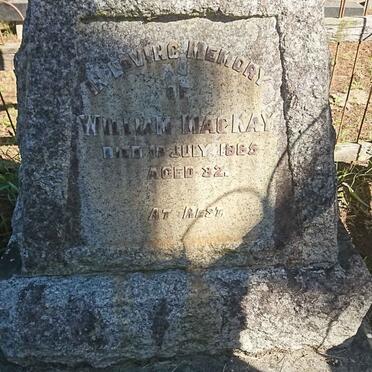 IN LOVING MEMORY
OF
WILLIAM MACKAY
DIED JULY
AGED 82.
AT REST